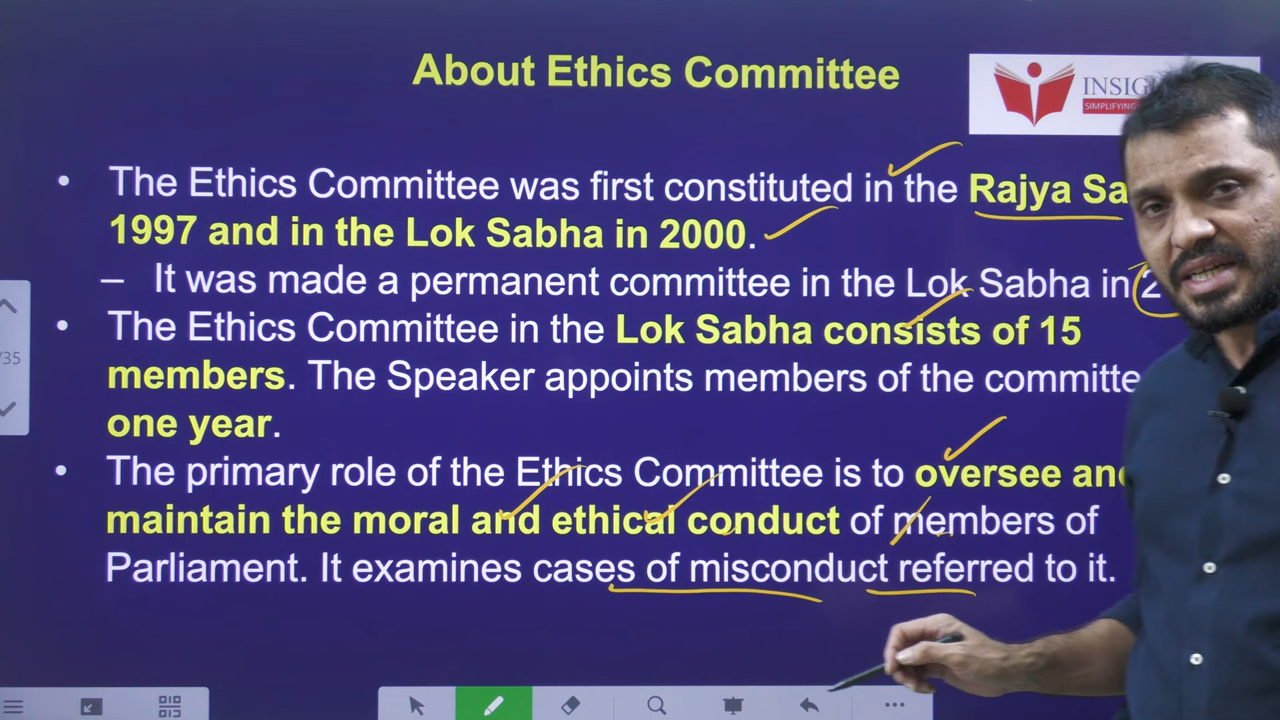 About Ethics Committee
INSIG
SIMPLIFYING
• The Ethics Committee was first constituted in the Rajya Sa
1997 and in the Lok Sabha in 2000.
– It was made a permanent committee in the Lok Sabha in 2
• The Ethics Committee in the Lok Sabha consists of 15
members. The Speaker appoints members of the committe
one year.
• The primary role of the Ethics Committee is to oversee and
maintain the moral and ethical conduct of members of
Parliament. It examines cases of misconduct referred to it.
/35